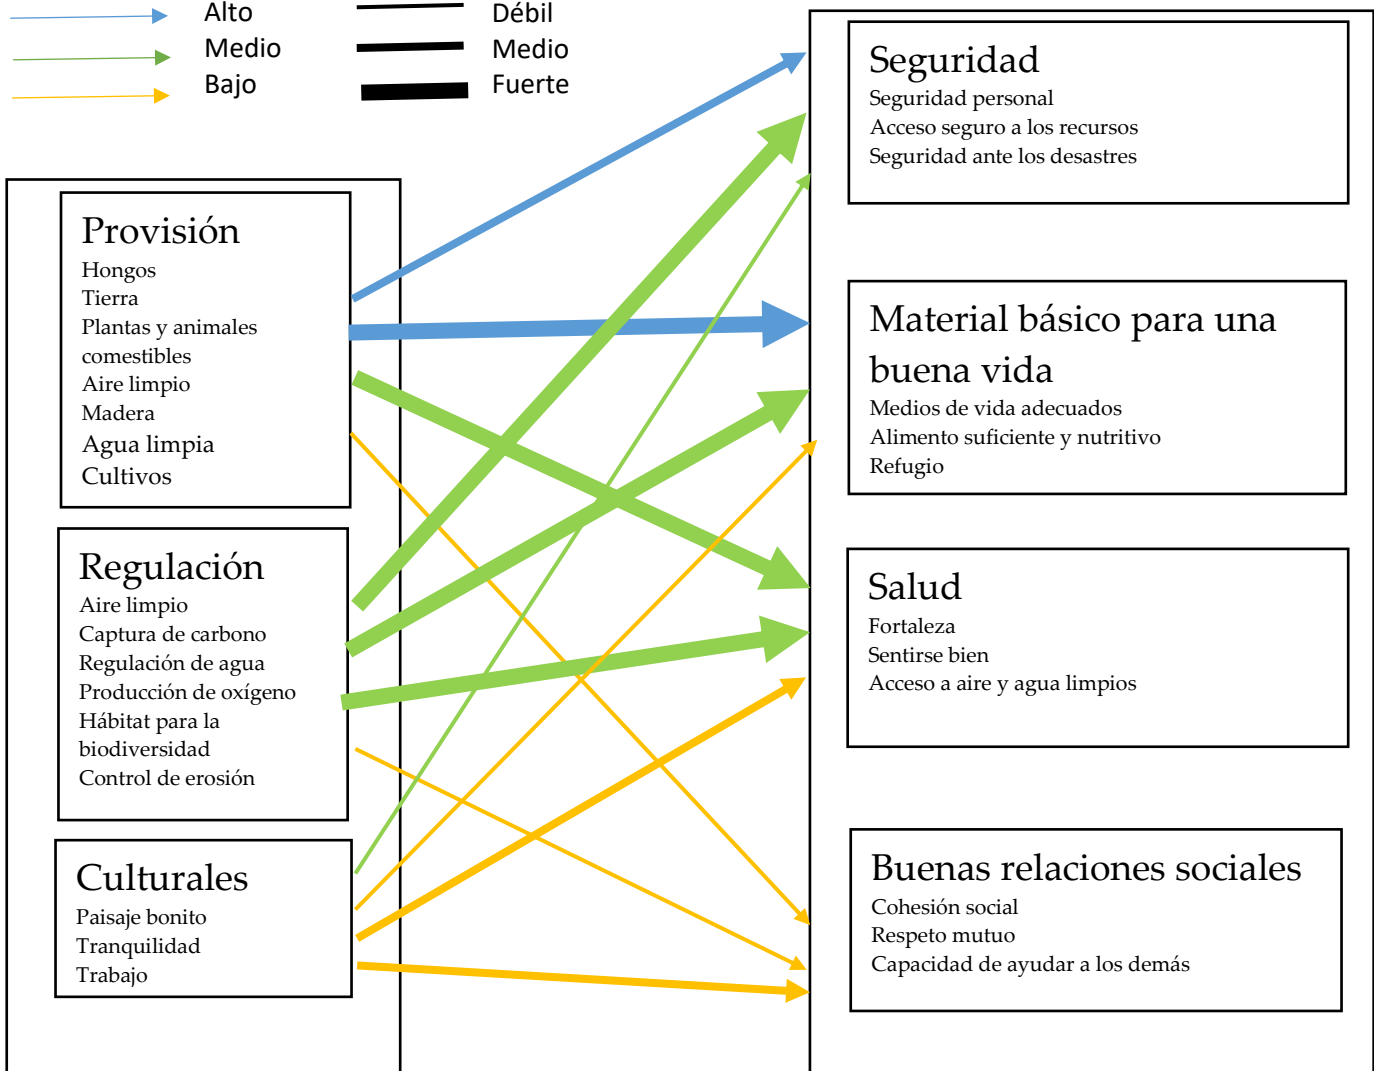 Alto
Medio
Bajo
Débil
Medio
Fuerte
Provisión
Hongos
Tierra
Plantas y animales
comestibles
Aire limpio
Madera
Agua limpia
Cultivos
Regulación
Aire limpio
Captura de carbono
Regulación de agua
Producción de oxígeno
Hábitat para la
biodiversidad
Control de erosión
Culturales
Paisaje bonito
Tranquilidad
Trabajo
Seguridad
Seguridad personal
Acceso seguro a los recursos
Seguridad ante los desastres
Material básico para una
buena vida
Medios de vida adecuados
Alimento suficiente y nutritivo
Refugio
Salud
Fortaleza
Sentirse bien
Acceso a aire y agua limpios
Buenas relaciones sociales
Cohesión social
Respeto mutuo
Capacidad de ayudar a los demás